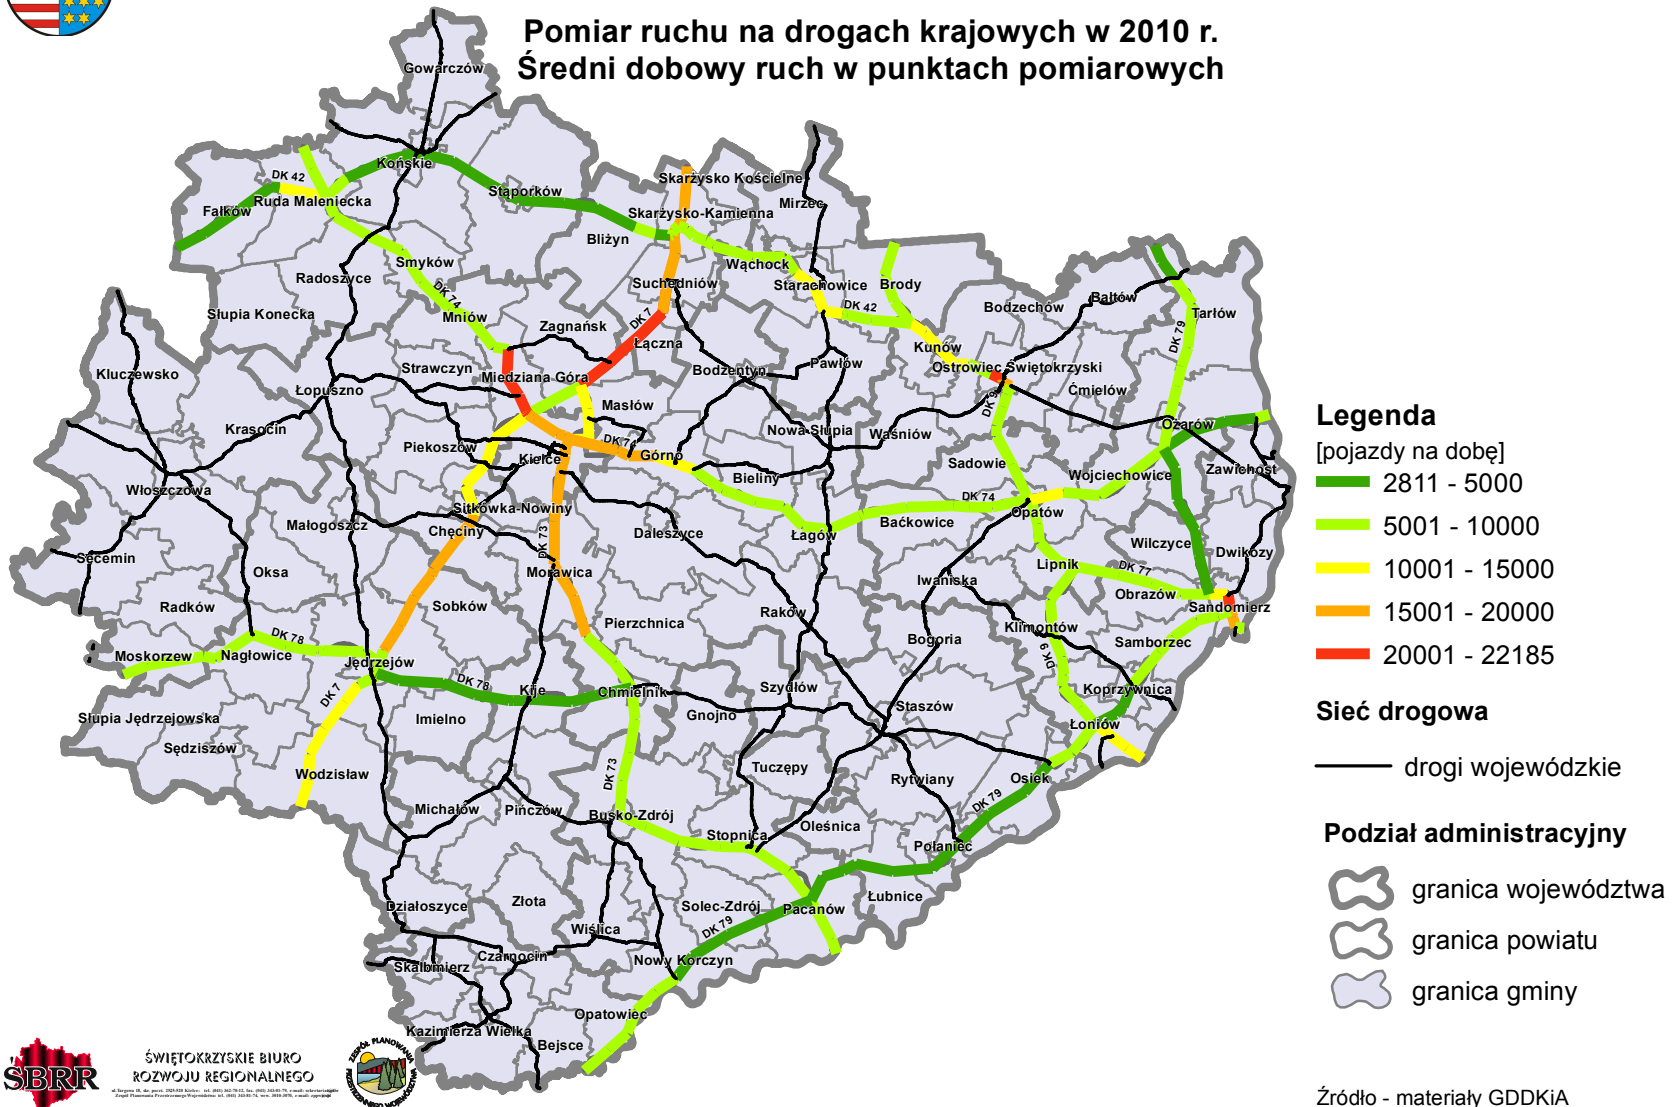 Pomiar ruchu na drogach krajowych w 2010 r.
Średni dobowy ruch w punktach pomiarowych
Gowarczów
Końskie
DK 42
Ruda Maleniecka
Fałków
Stąporków
Skarżysko Kościelne
Skarżysko-Kamienna
Mirzec
Bliżyn
Smyków
Radoszyce
Wąchock
Suchedniów
Starachowice
Brody
DK 42
Bodzechów
Bałtów
Tarłów
DK 74
Słupia Konecka
Mniów
Zagnańsk
DK 7
Łączna
DK 79
Kunów
Kluczewsko
Strawczyn
Miedziana Góra
Bodzentyn
Pawłów
Ostrowiec Świętokrzyski
Łopuszno
Ćmielów
Masłów
DK 9
Krasocin
Piekoszów
DK 74
Nowa Słupia
Waśniów
Ożarów
Kielce
Górno
Sadowie
Zawichost
Włoszczowa
Bieliny
Wojciechowice
Sitkówka-Nowiny
DK 74
Opatów
Małogoszcz
Chęciny
DK 73
Daleszyce
Łagów
Baćkowice
Wilczyce
Dwikozy
Secemin
Oksa
Morawica
Lipnik
DK 77
Iwaniska
Obrazów
Radków
Sobków
Pierzchnica
Raków
Sandomierz
Klimontów
Bogoria
Samborzec
DK 78
Moskorzew
Nagłowice
Jędrzejów
DK 9
DK 78
Kije
Chmielnik
Szydłów
Koprzywnica
DK 7
Staszów
Słupia Jędrzejowska
Imielno
Gnojno
Łoniów
Sędziszów
Wodzisław
DK 73
Tuczępy
Rytwiany
Osiek
Michałów
Pińczów
Busko-Zdrój
DK 79
Stopnica
Oleśnica
Połaniec
Działoszyce
Złota
Solec-Zdrój
Pacanów
Łubnice
Wiślica
DK 79
Czarnocin
Nowy Korczyn
Skalbmierz
Opatowiec
Kazimierza Wielka
Bejsce
Legenda
[pojazdy na dobę]
2811 - 5000
5001 - 10000
10001 - 15000
15001 - 20000
20001 - 22185
Sieć drogowa
drogi wojewódzkie
Podział administracyjny
granica województwa
granica powiatu
granica gminy
Źródło - materiały GDDKiA
ŚBRR
ŚWIĘTOKRZYSKIE BIURO
ROZWOJU REGIONALNEGO
ZESPÓŁ PLANOWANIA
PRZESTRZENNEGO WOJEWÓDZTWA